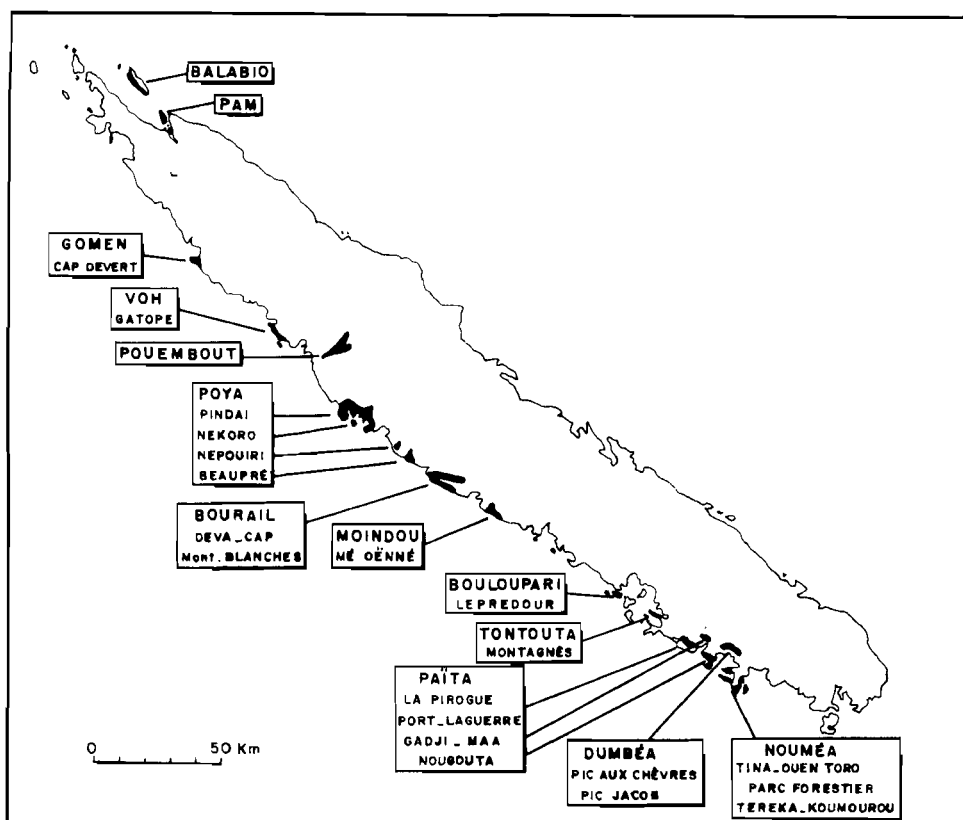 BALABIO
PAM
GOMEN
CAP DEVERT
VOH
GATOPE
POUEMBOUT
POYA
PINDAI
NEKORO
NEPOUIRI
BEAUPRÉ
BOURAIL
DEVA_CAP
Mont. BLANCHES
MOINDOU
MÉ OËNNÉ
BOULOUPARI
LEPREDOUR
TONTOUTA
MONTAGNÈS
PAÏTA
LA PIROGUE
PORT_LAGUERRE
GADJI_MAA
NOUGOUTA
DUMBÉA
PIC AUX CHÈVRES
PIC JACOB
NOUMÉA
TINA_OUEN TORO
PARC FORESTIER
TEREKA_KOUMOUROU
0 50 Km